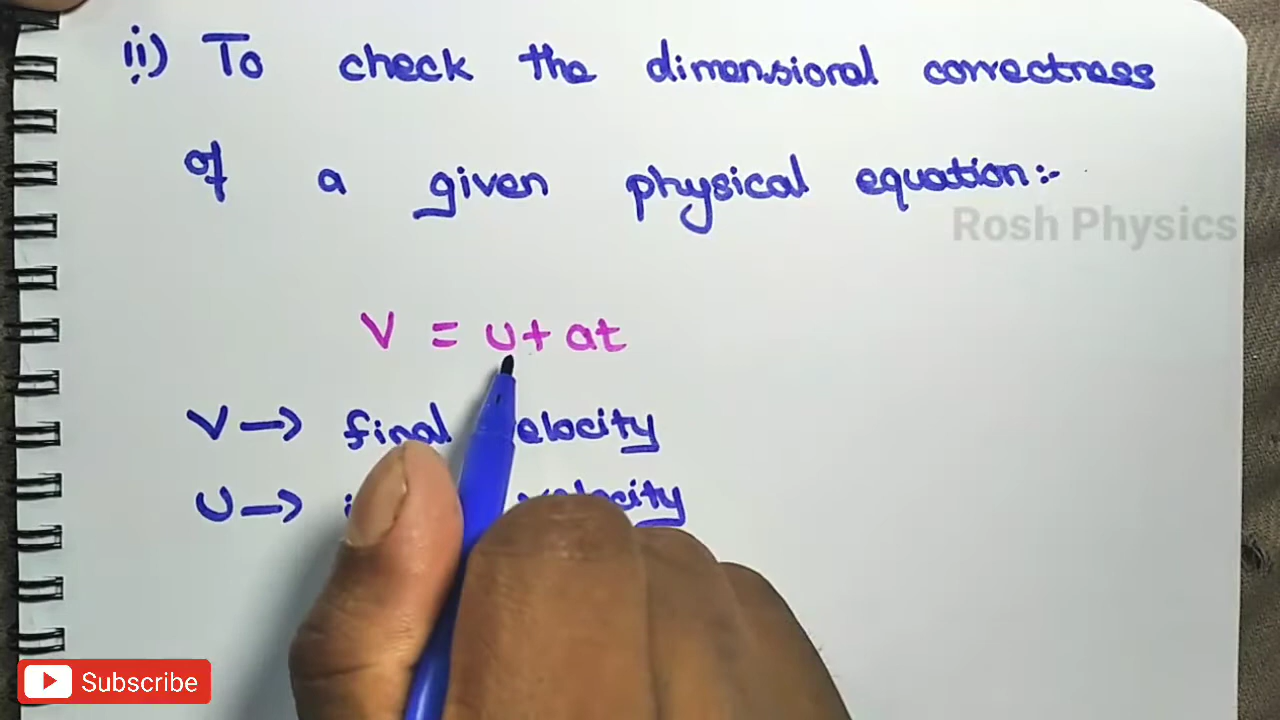 ii) To check the dimensional correctness
of a given physical equation:-
Rosh Physics
V = U + at
V → final velocity
U → velocity
Subscribe